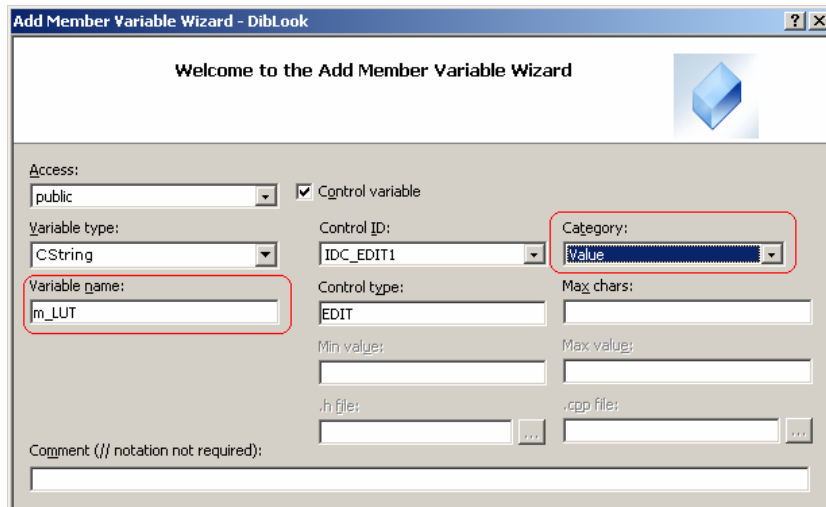 Add Member Variable Wizard - DibLook
Welcome to the Add Member Variable Wizard
Access:
public
Control variable
Variable type:
CString
Control ID:
IDC_EDIT1
Category:
Value
Variable name:
m_LUT
Control type:
EDIT
Max chars:
Min value:
Max value:
.h file:
...
.cpp file:
...
Comment (// notation not required):